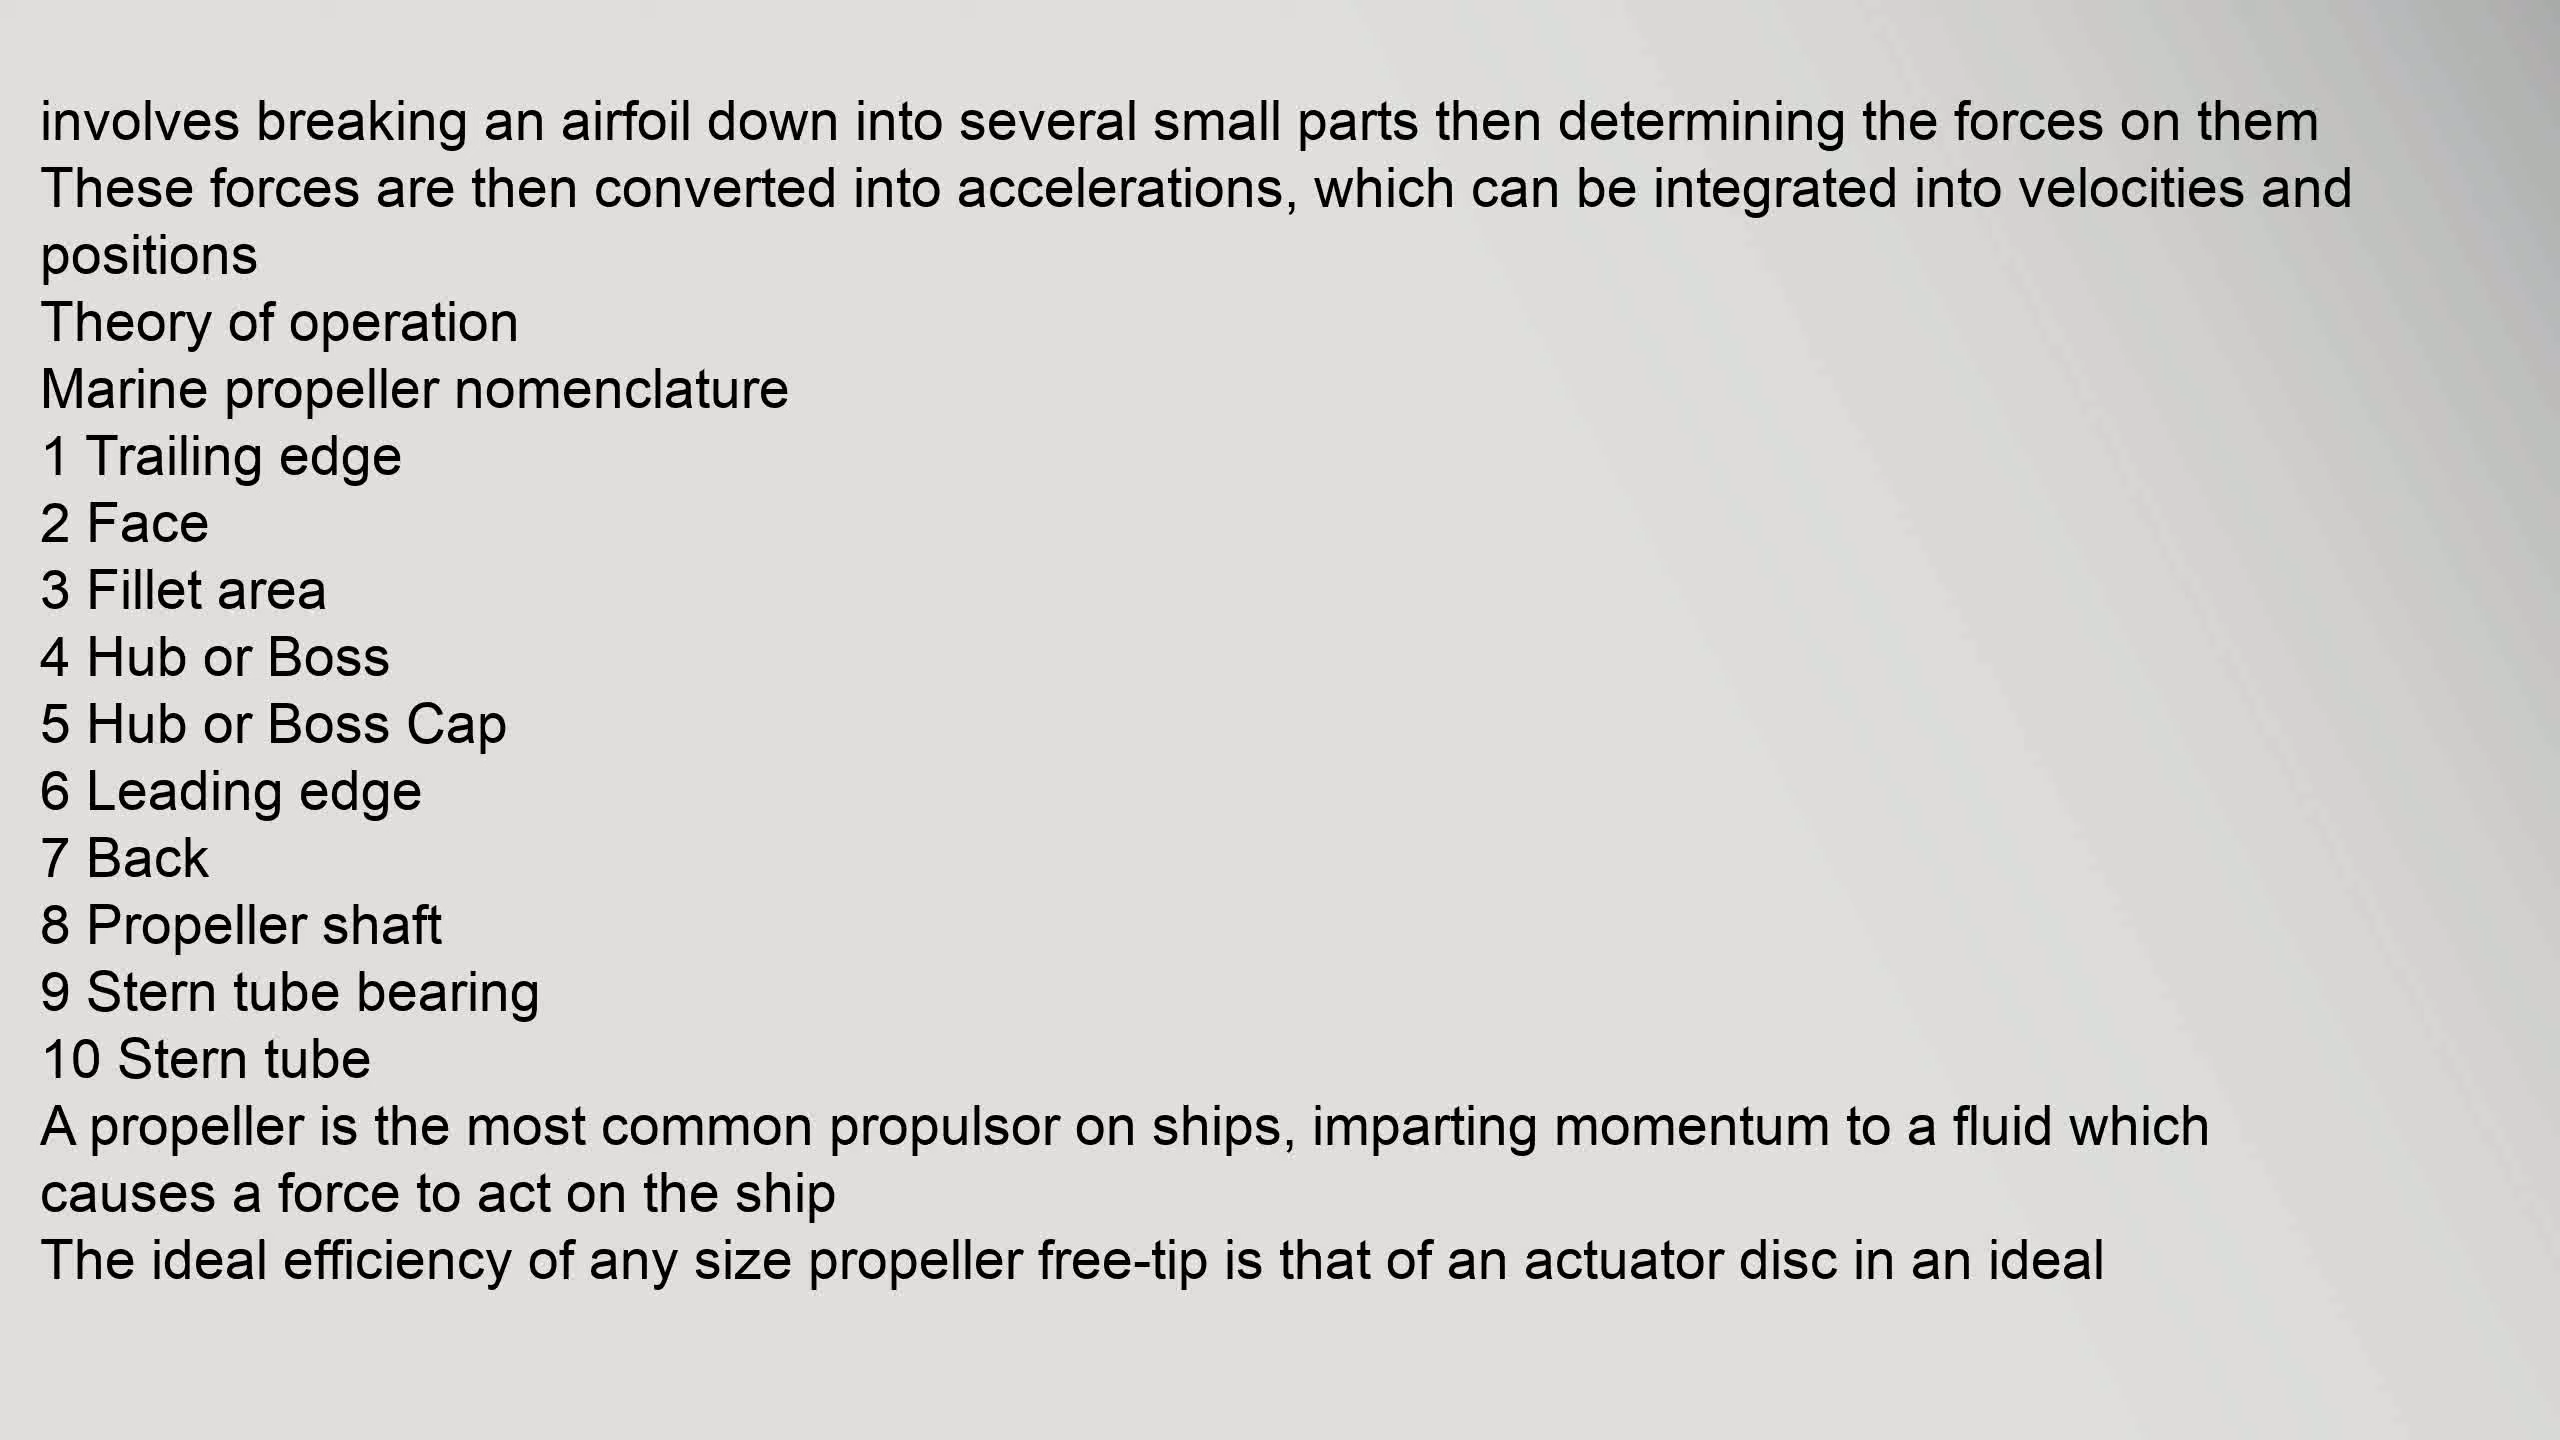 involves breaking an airfoil down into several small parts then determining the forces on them
These forces are then converted into accelerations, which can be integrated into velocities and
positions
Theory of operation
Marine propeller nomenclature
1 Trailing edge
2 Face
3 Fillet area
4 Hub or Boss
5 Hub or Boss Cap
6 Leading edge
7 Back
8 Propeller shaft
9 Stern tube bearing
10 Stern tube
A propeller is the most common propulsor on ships, imparting momentum to a fluid which
causes a force to act on the ship
The ideal efficiency of any size propeller free-tip is that of an actuator disc in an ideal